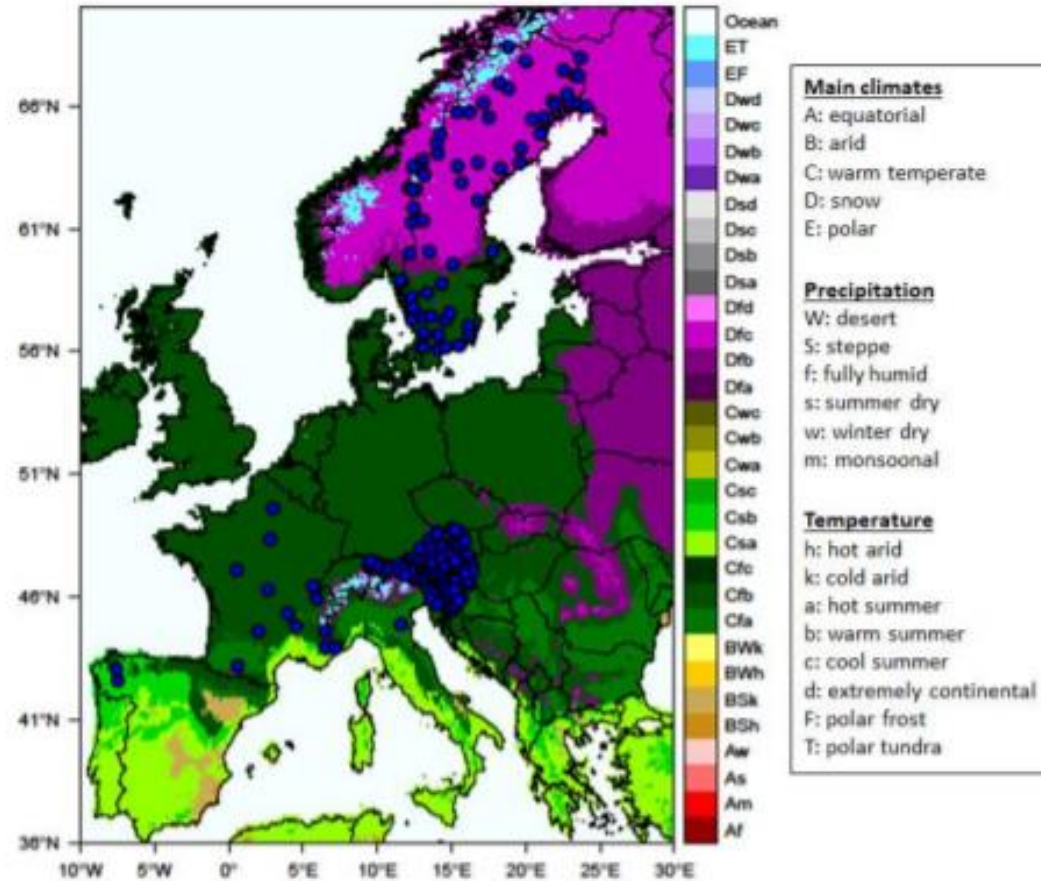 Ocean
ET
EF
Dwd
Dwc
Dwb
Dwa
Dsd
Dsc
Dsb
Dsa
Dfd
Dfc
Dfb
Dfa
Cwc
Cwb
Cwa
Csc
Csb
Csa
Cfc
Cfb
Cfa
BWk
BWh
BSk
BSh
Aw
As
Am
Af
66°N
61°N
56°N
51°N
46°N
41°N
36°N
10°W
5°W
0°
5°E
10°E
15°E
20°E
25°E
30°E
Main climates
A: equatorial
B: arid
C: warm temperate
D: snow
E: polar
Precipitation
W: desert
S: steppe
f: fully humid
s: summer dry
w: winter dry
m: monsoonal
Temperature
h: hot arid
k: cold arid
a: hot summer
b: warm summer
c: cool summer
d: extremely continental
F: polar frost
T: polar tundra